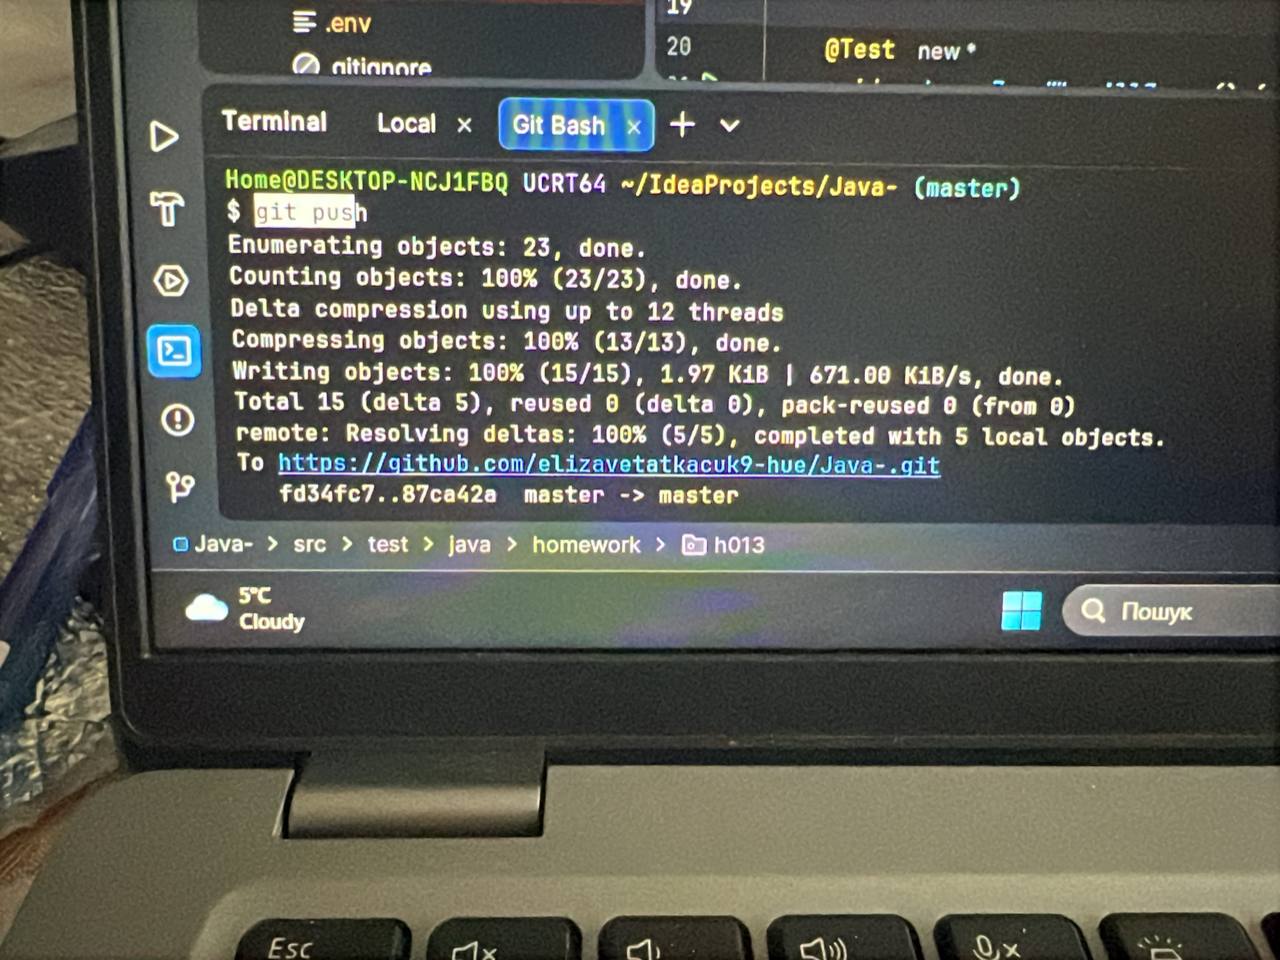 .env
.gitignore
19
20 @Test new *
Terminal Local × Git Bash × +
Home@DESKTOP-NCJ1FBQ UCRT64 ~/IdeaProjects/Java- (master)
$ git push
Enumerating objects: 23, done.
Counting objects: 100% (23/23), done.
Delta compression using up to 12 threads
Compressing objects: 100% (13/13), done.
Writing objects: 100% (15/15), 1.97 KiB | 671.00 KiB/s, done.
Total 15 (delta 5), reused 0 (delta 0), pack-reused 0 (from 0)
remote: Resolving deltas: 100% (5/5), completed with 5 local objects.
To https://github.com/elizavetatkacuk9-hue/Java-.git
fd34fc7..87ca42a master -> master
Java- > src > test > java > homework > h013
5°C
Cloudy
Пошук
Esc